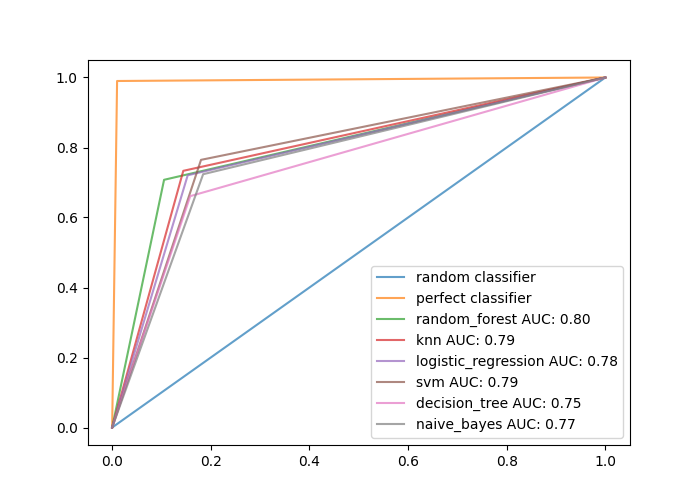 1.0
0.8
0.6
0.4
0.2
0.0
random classifier
perfect classifier
random_forest AUC: 0.80
knn AUC: 0.79
logistic_regression AUC: 0.78
svm AUC: 0.79
decision_tree AUC: 0.75
naive_bayes AUC: 0.77
0.0 0.2 0.4 0.6 0.8 1.0